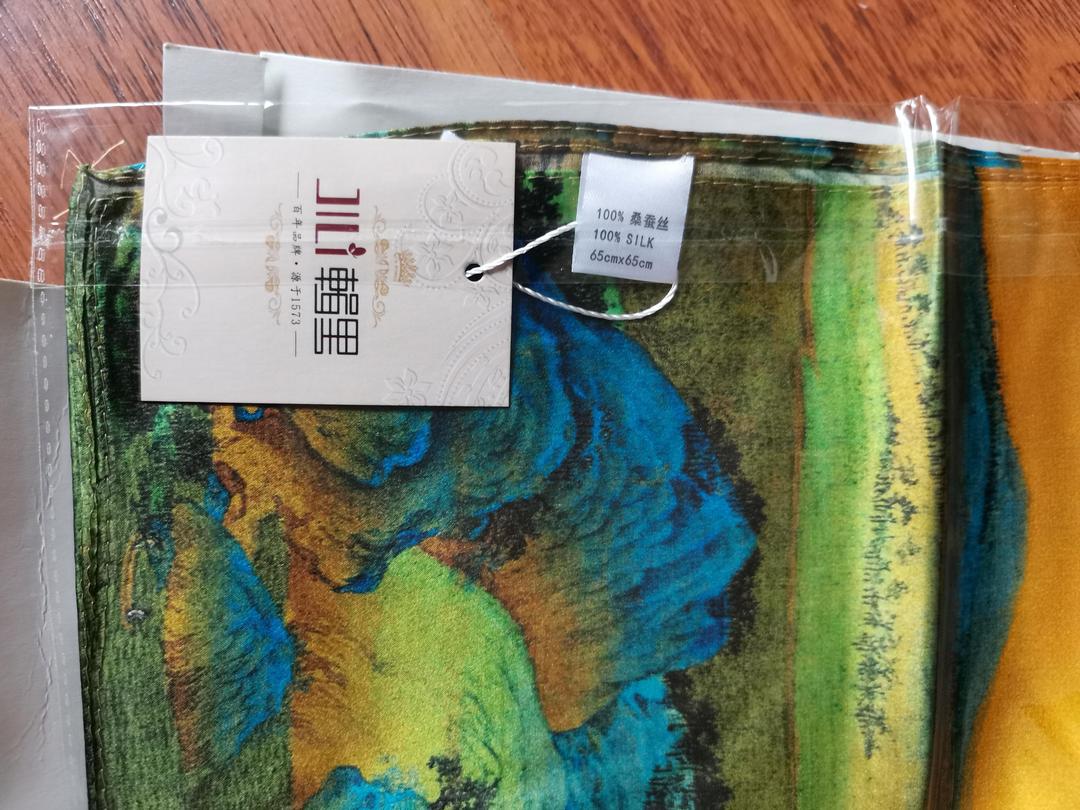 JILI 輯里
—百年品牌·源于1573—
100% 桑蚕丝
100% SILK
65cmx65cm